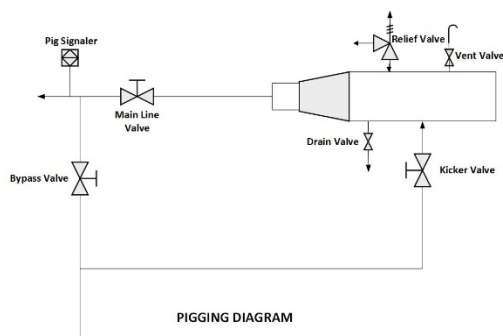 Pig Signaler
Relief Valve
Vent Valve
Main Line
Valve
Drain Valve
Bypass Valve
Kicker Valve
PIGGING DIAGRAM